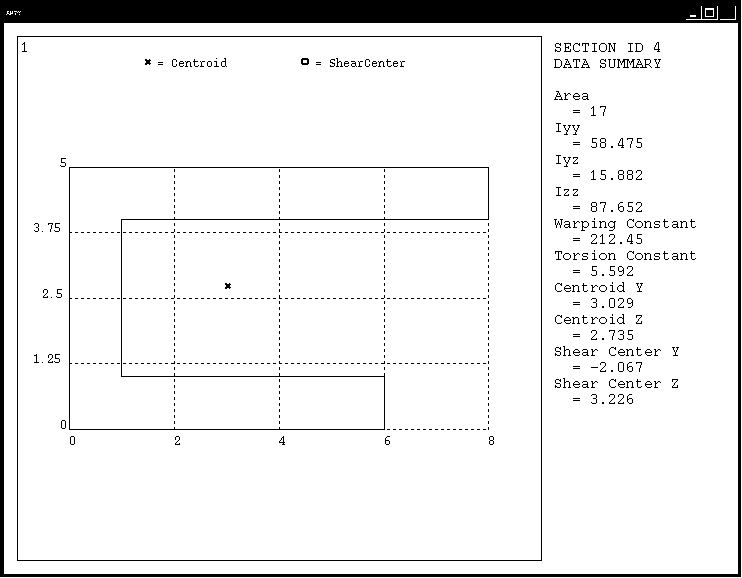 ANSYS
1
× = Centroid
= ShearCenter
5
3.75
2.5
1.25
0
0 2 4 6 8
SECTION ID 4
DATA SUMMARY
Area
= 17
Iyy
= 58.475
Iyz
= 15.882
Izz
= 87.652
Warping Constant
= 212.45
Torsion Constant
= 5.592
Centroid Y
= 3.029
Centroid Z
= 2.735
Shear Center Y
= -2.067
Shear Center Z
= 3.226